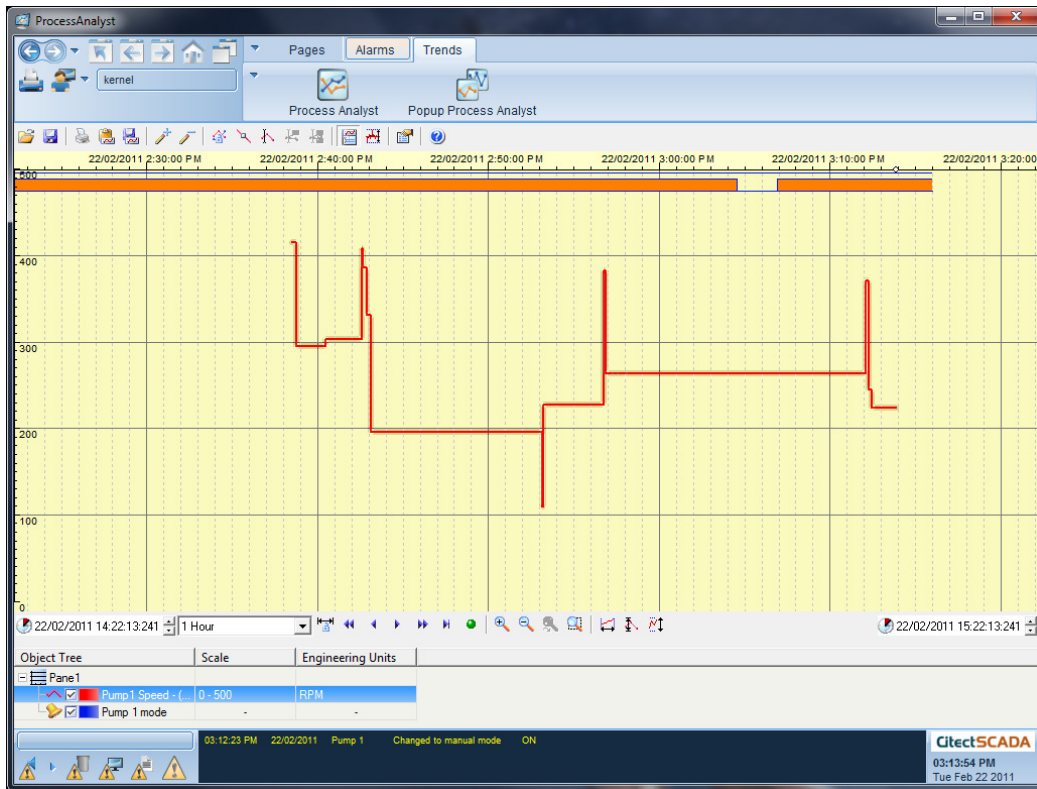 ProcessAnalyst
Pages Alarms Trends
kernel
Process Analyst Popup Process Analyst
22/02/2011 2:30:00 PM 22/02/2011 2:40:00 PM 22/02/2011 2:50:00 PM 22/02/2011 3:00:00 PM 22/02/2011 3:10:00 PM 22/02/2011 3:20:00
500
400
300
200
100
0
22/02/2011 14:22:13:241 1 Hour 22/02/2011 15:22:13:241
Object Tree Scale Engineering Units
Pane1
Pump1 Speed - (... 0 - 500 RPM
Pump 1 mode - -
03:12:23 PM 22/02/2011 Pump 1 Changed to manual mode ON
CitectSCADA
03:13:54 PM
Tue Feb 22 2011